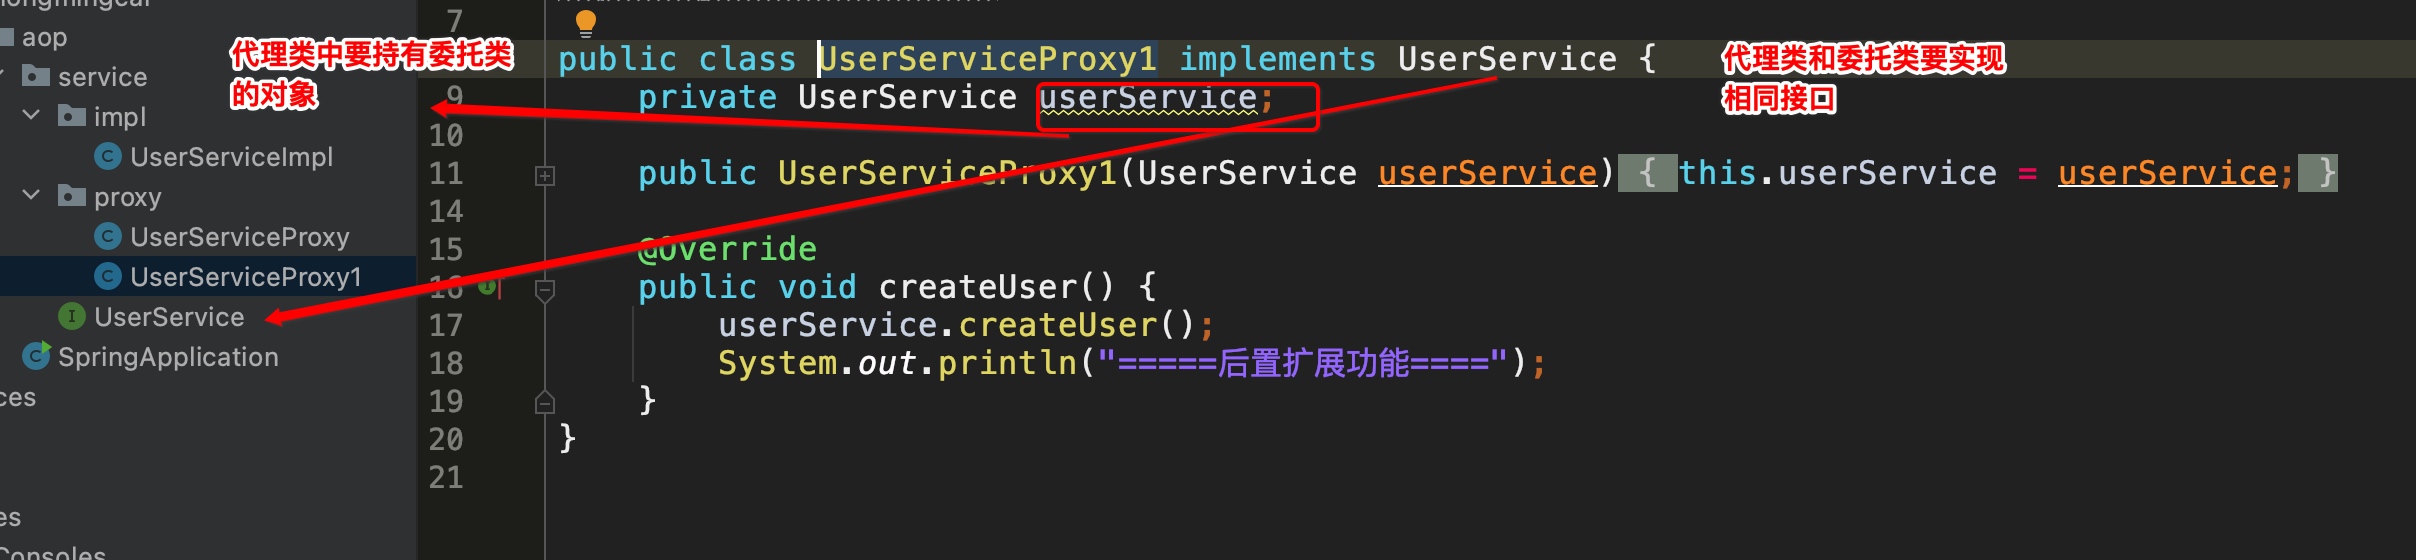 aop
service
impl
UserServiceImpl
proxy
UserServiceProxy
UserServiceProxy1
UserService
SpringApplication
ces
es
Consoles
代理类中要持有委托类
的对象
7
public class UserServiceProxy1 implements UserService {
代理类和委托类要实现
相同接口
9 private UserService userService;
10
11 public UserServiceProxy1(UserService userService) { this.userService = userService; }
14
15 @Override
16 public void createUser() {
17 userService.createUser();
18 System.out.println("=====后置扩展功能====");
19 }
20 }
21